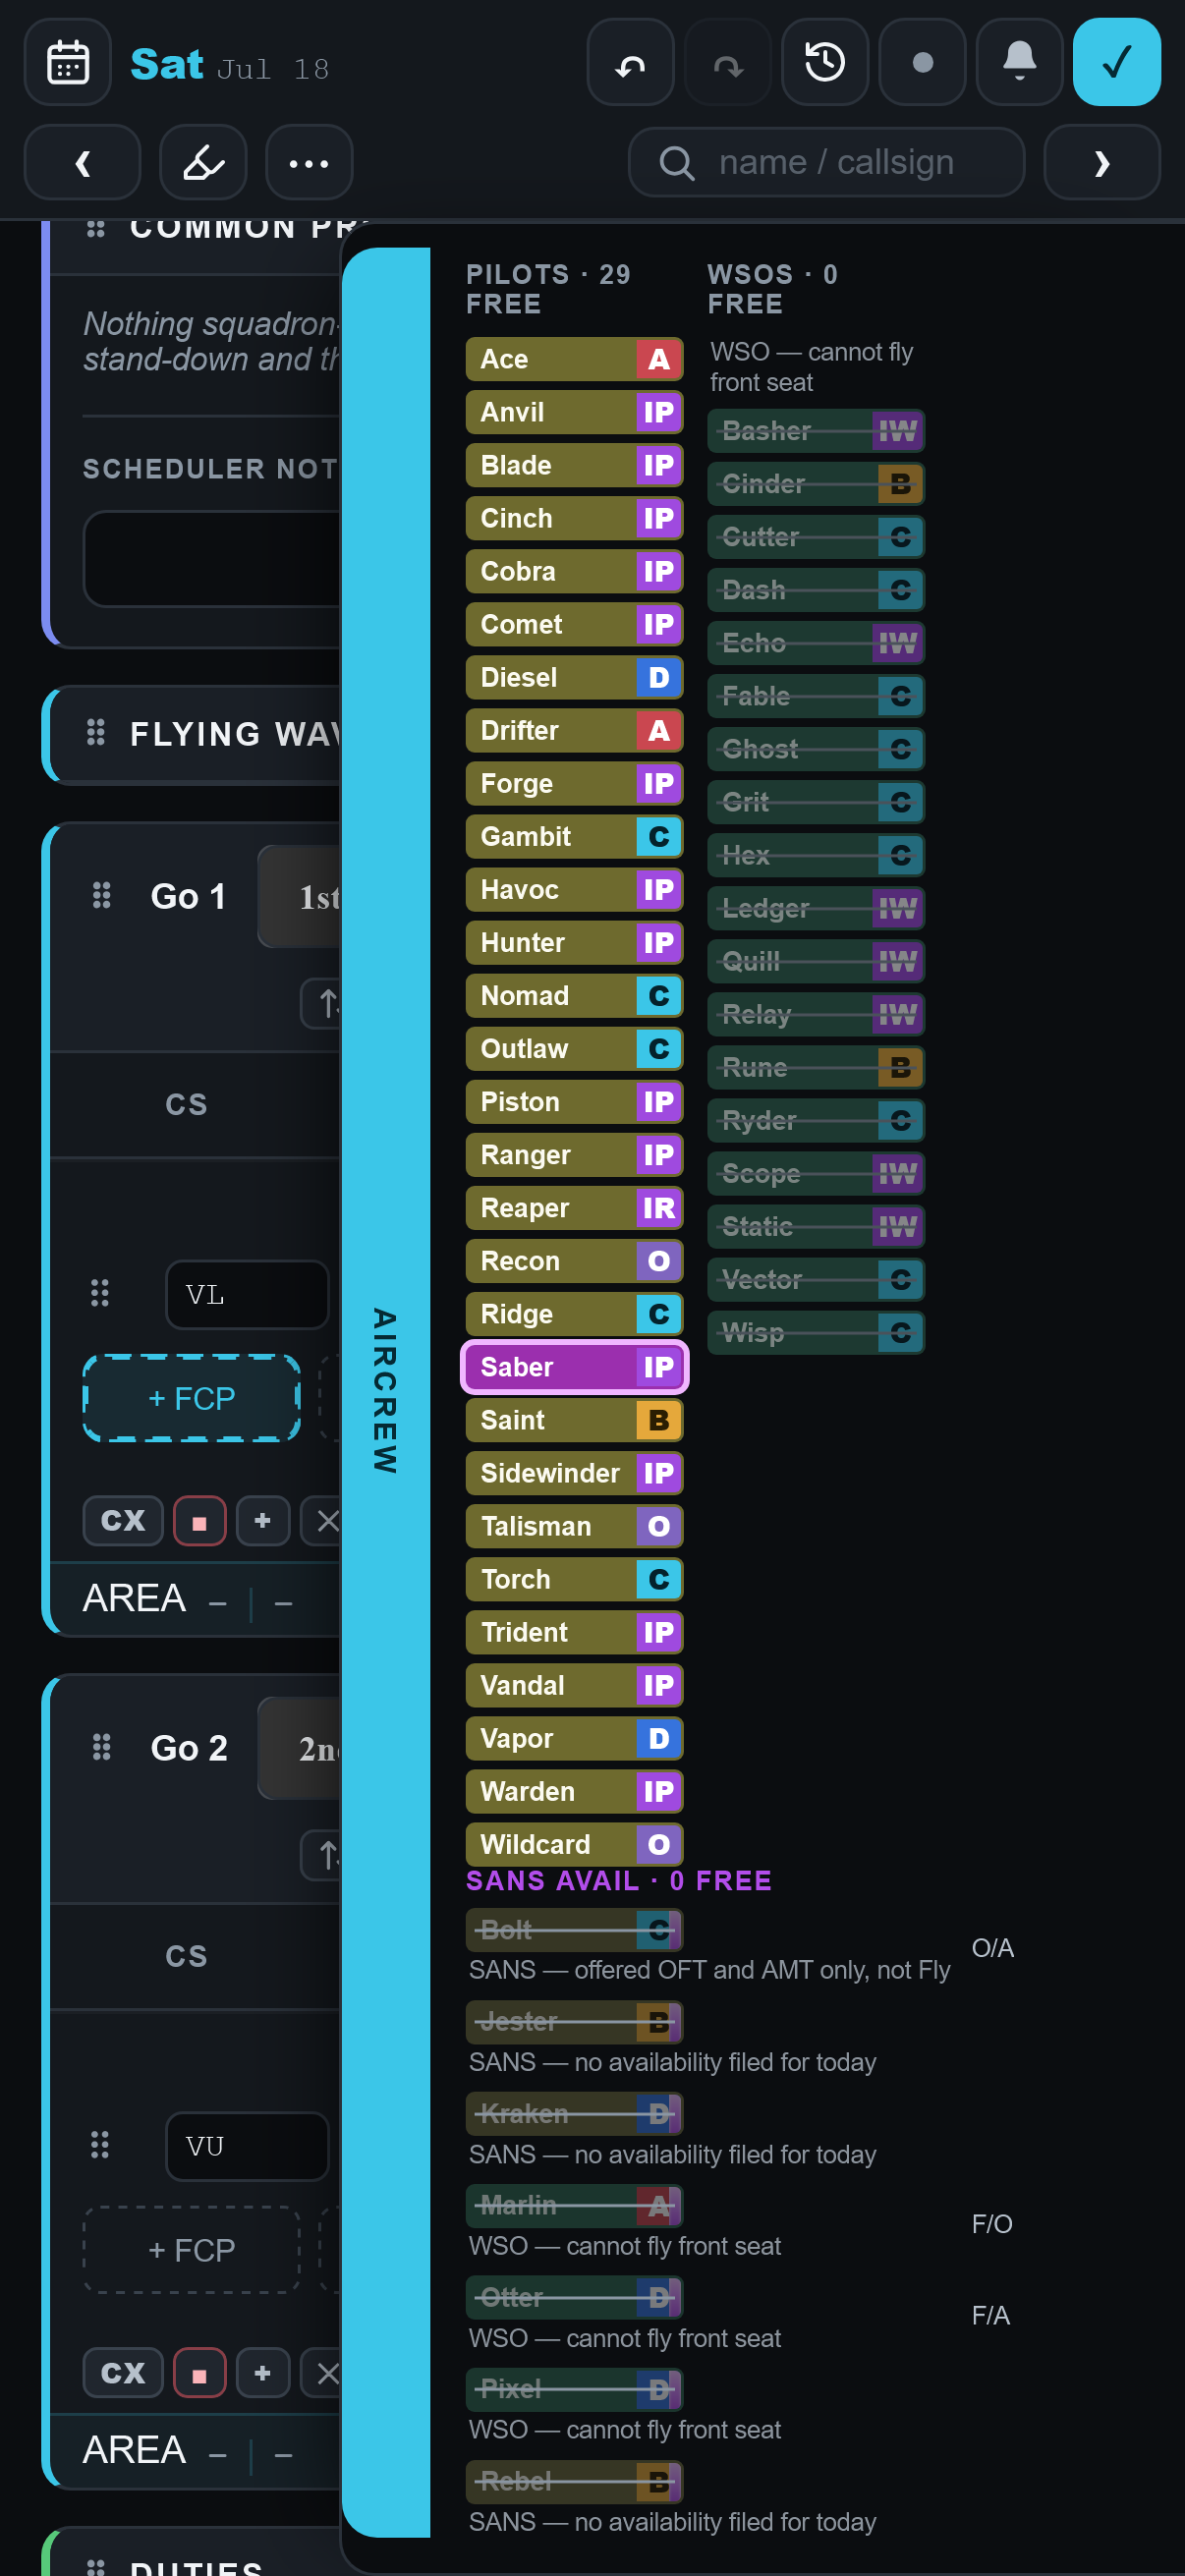 Sat Jul 18
name / callsign
COMMON PR
Nothing squadron-
stand-down and th
SCHEDULER NOT
FLYING WAV
Go 1 1st
CS
VL
+ FCP
CX +
AREA – | –
Go 2 2nd
CS
VU
+ FCP
CX +
AREA – | –
DUTIES
AIRCREW
PILOTS · 29
FREE
Ace A
Anvil IP
Blade IP
Cinch IP
Cobra IP
Comet IP
Diesel D
Drifter A
Forge IP
Gambit C
Havoc IP
Hunter IP
Nomad C
Outlaw C
Piston IP
Ranger IP
Reaper IR
Recon O
Ridge C
Saber IP
Saint B
Sidewinder IP
Talisman O
Torch C
Trident IP
Vandal IP
Vapor D
Warden IP
Wildcard O
WSOS · 0
FREE
WSO — cannot fly
front seat
Basher IW
Cinder B
Cutter C
Dash C
Echo IW
Fable C
Ghost C
Grit C
Hex C
Ledger IW
Quill IW
Relay IW
Rune B
Ryder C
Scope IW
Static IW
Vector C
Wisp C
SANS AVAIL · 0 FREE
Bolt C
O/A
SANS — offered OFT and AMT only, not Fly
Jester B
SANS — no availability filed for today
Kraken D
SANS — no availability filed for today
Marlin A
F/O
WSO — cannot fly front seat
Otter D
F/A
WSO — cannot fly front seat
Pixel D
WSO — cannot fly front seat
Rebel B
SANS — no availability filed for today